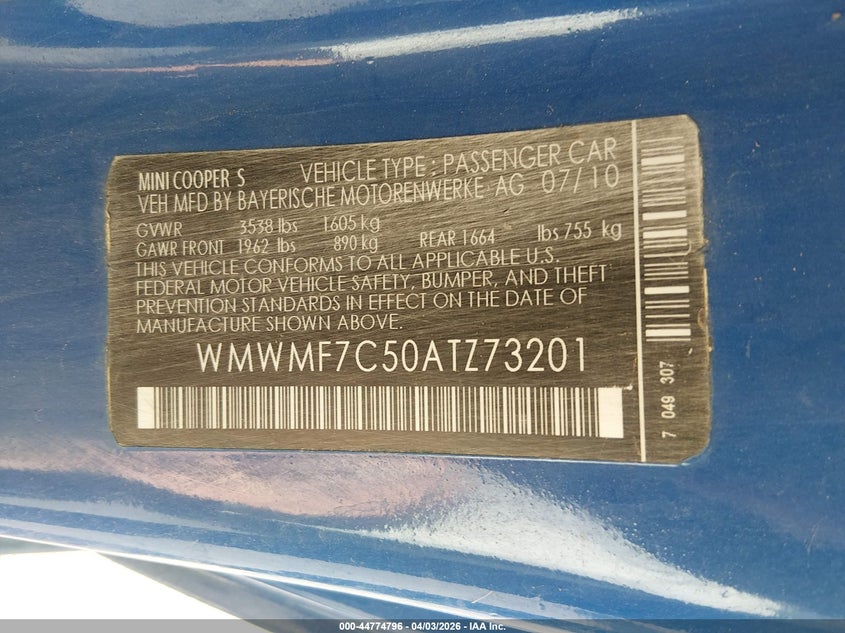 MINI COOPER S VEHICLE TYPE : PASSENGER CAR
VEH MFD BY BAYERISCHE MOTORENWERKE AG 07/10
GVWR 3538 lbs 1605 kg
GAWR FRONT 1962 lbs 890 kg REAR 1664 lbs 755 kg
THIS VEHICLE CONFORMS TO ALL APPLICABLE U.S.
FEDERAL MOTOR VEHICLE SAFETY, BUMPER, AND THEFT
PREVENTION STANDARDS IN EFFECT ON THE DATE OF
MANUFACTURE SHOWN ABOVE.
WMWMF7C50ATZ73201
7 049 307
000-44774796 - 04/03/2026 - IAA Inc.